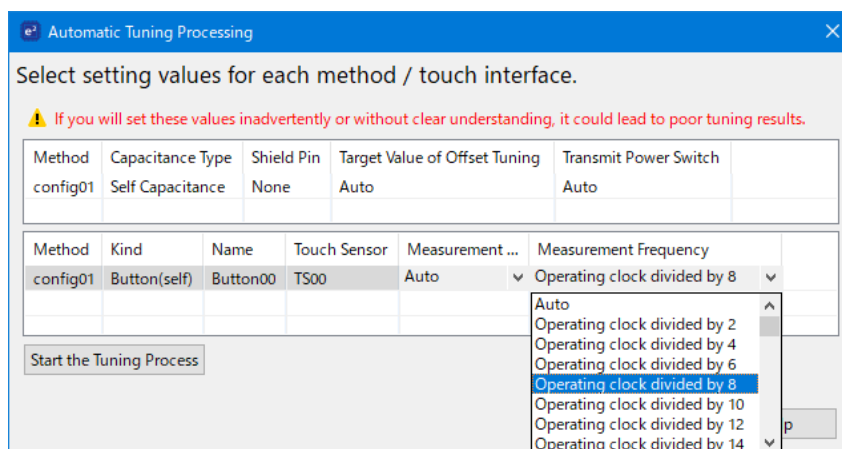 e² Automatic Tuning Processing
Select setting values for each method / touch interface.
If you will set these values inadvertently or without clear understanding, it could lead to poor tuning results.
Method Capacitance Type Shield Pin Target Value of Offset Tuning Transmit Power Switch
config01 Self Capacitance None Auto Auto
Method Kind Name Touch Sensor Measurement ... Measurement Frequency
config01 Button(self) Button00 TS00 Auto Operating clock divided by 8
Auto
Operating clock divided by 2
Operating clock divided by 4
Start the Tuning Process Operating clock divided by 6
Operating clock divided by 8
Operating clock divided by 10
Operating clock divided by 12 p
Operating clock divided by 14